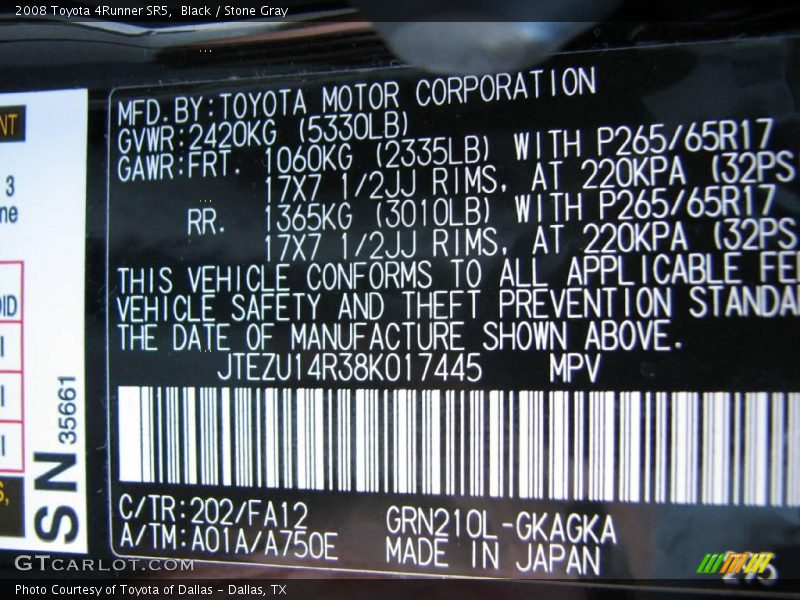 2008 Toyota 4Runner SR5,  Black / Stone Gray
MFD.BY:TOYOTA MOTOR CORPORATION
GVWR:2420KG (5330LB)
GAWR:FRT. 1060KG (2335LB) WITH P265/65R17
17X7 1/2JJ RIMS, AT 220KPA (32PS
RR. 1365KG (3010LB) WITH P265/65R17
17X7 1/2JJ RIMS, AT 220KPA (32PS
THIS VEHICLE CONFORMS TO ALL APPLICABLE FE
VEHICLE SAFETY AND THEFT PREVENTION STANDA
THE DATE OF MANUFACTURE SHOWN ABOVE.
JTEZU14R38K017445 MPV
C/TR:202/FA12 GRN210L-GKAGKA
A/TM:A01A/A750E MADE IN JAPAN
NT
3
ne
SN 35661
275
GTCARLOT.COM
Photo Courtesy of Toyota of Dallas - Dallas, TX